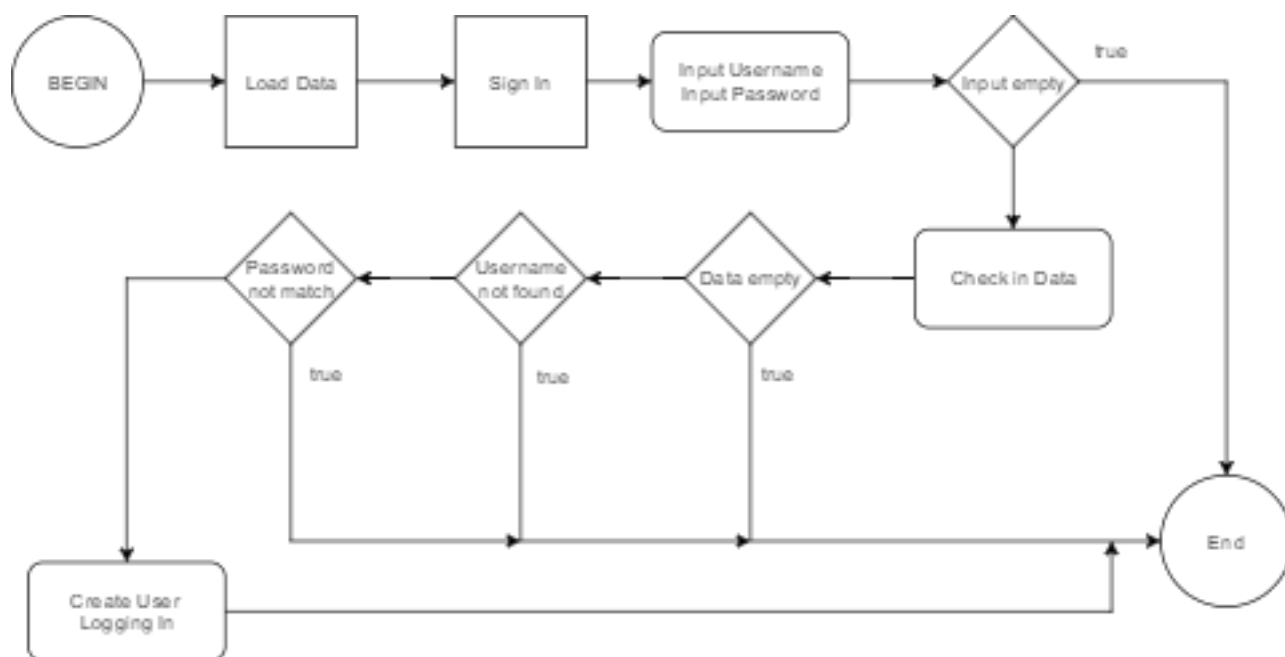 BEGIN
Load Data
Sign In
Input Username
Input Password
Input empty
true
Password
not match
Username
not found
Data empty
Check in Data
true
true
true
End
Create User
Logging In